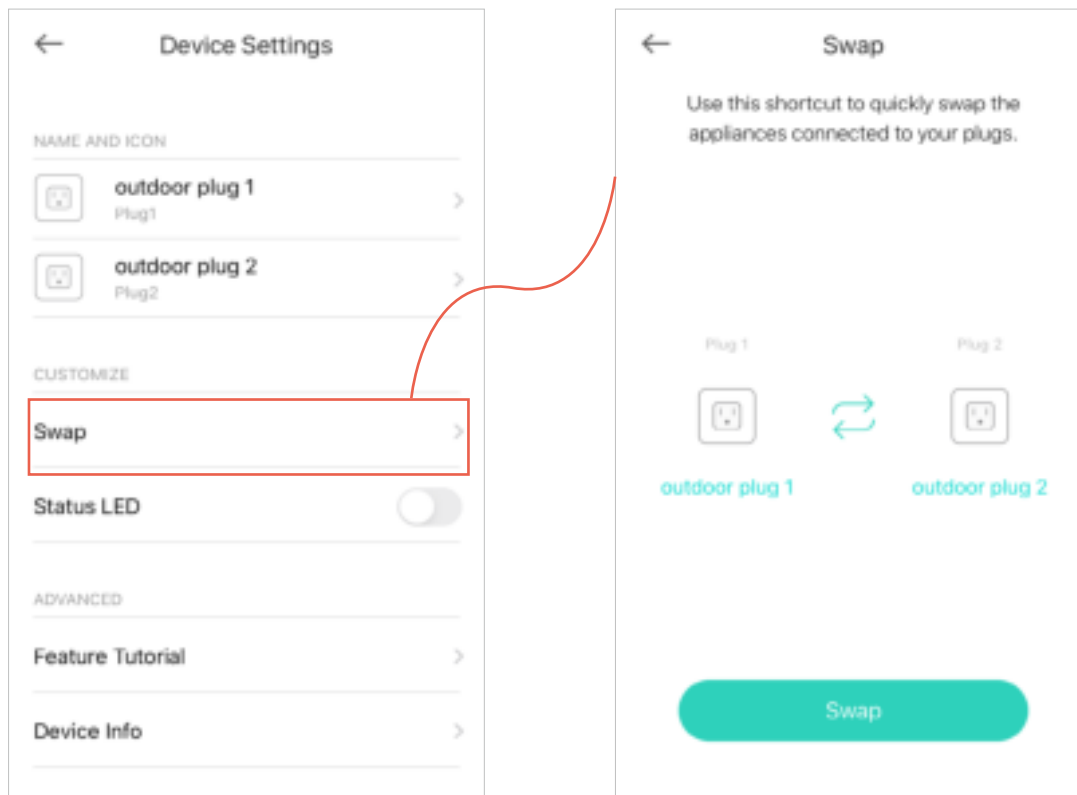 Device Settings
NAME AND ICON
outdoor plug 1
Plug1
outdoor plug 2
Plug2
CUSTOMIZE
Swap
Status LED
ADVANCED
Feature Tutorial
Device Info
Swap
Use this shortcut to quickly swap the
appliances connected to your plugs.
Plug 1
Plug 2
outdoor plug 1
outdoor plug 2
Swap